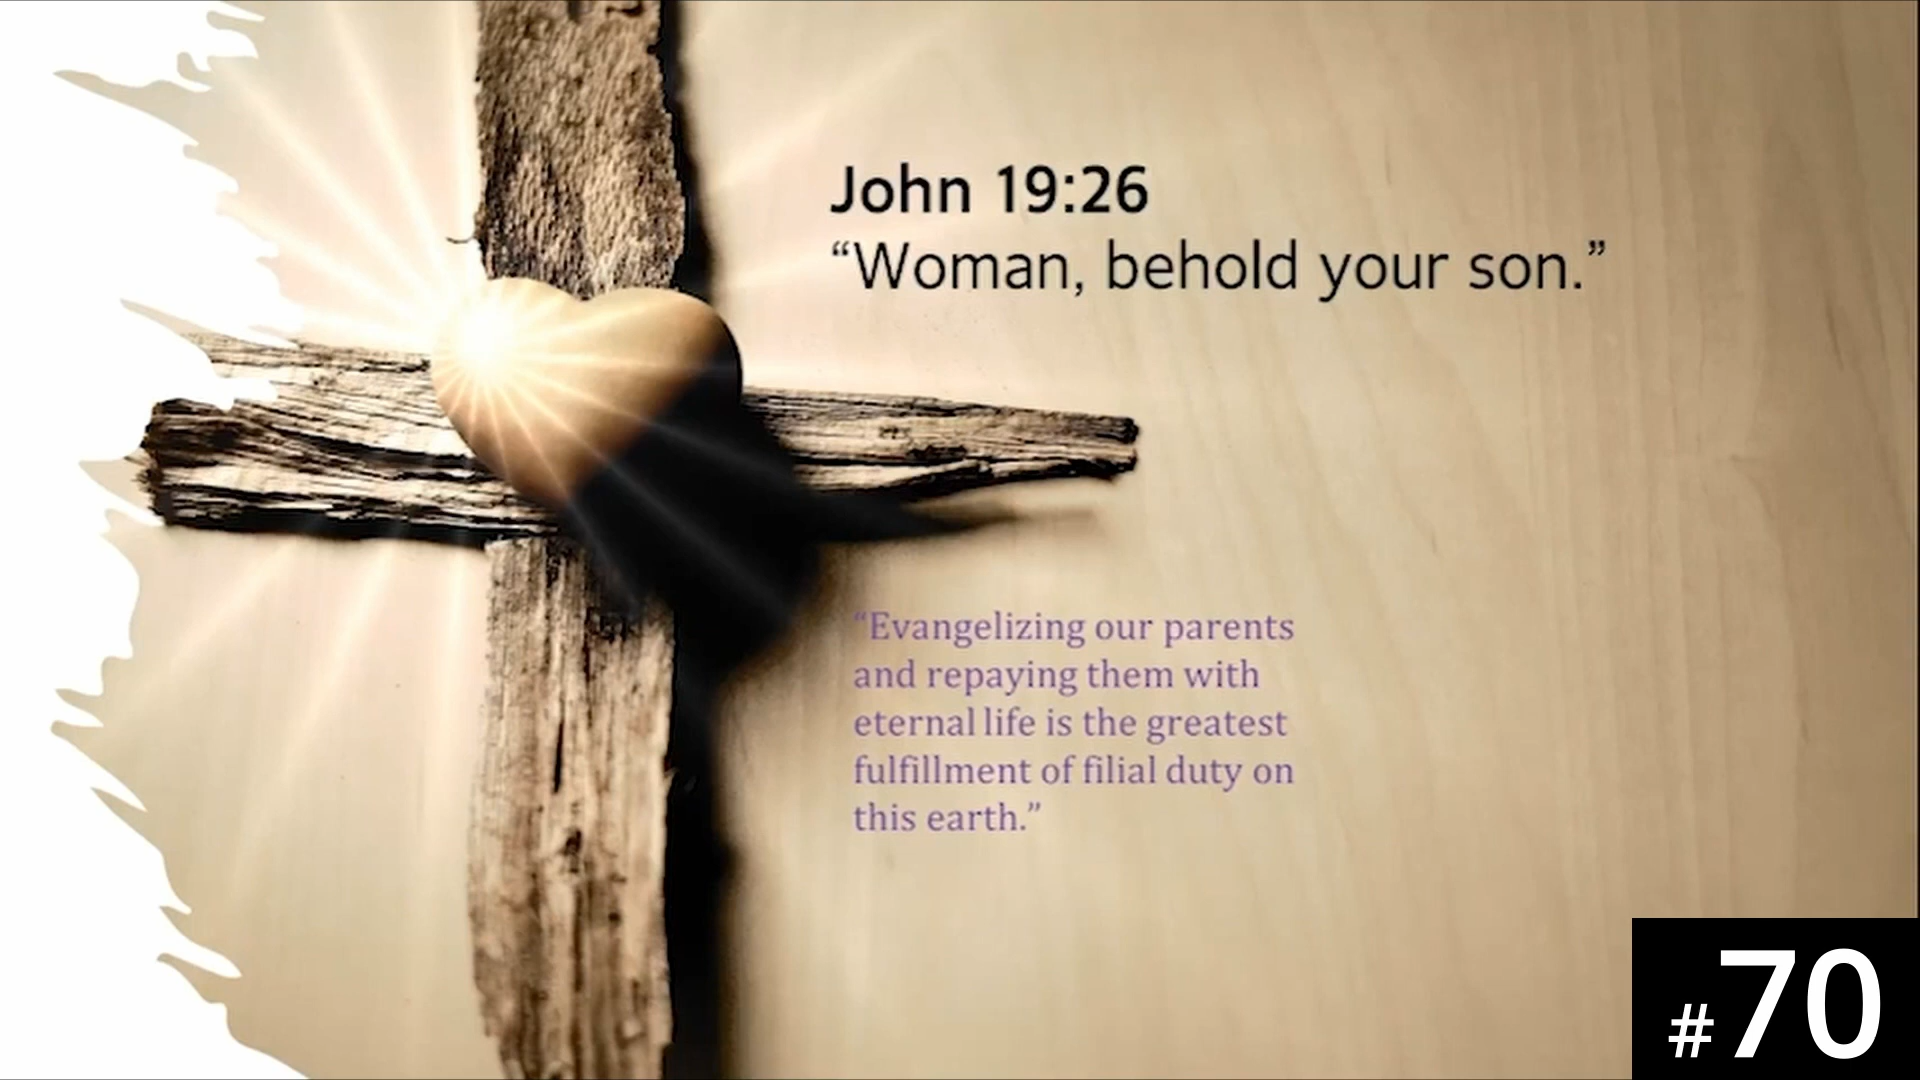 John 19:26
“Woman, behold your son.”
“Evangelizing our parents
and repaying them with
eternal life is the greatest
fulfillment of filial duty on
this earth.”
#70